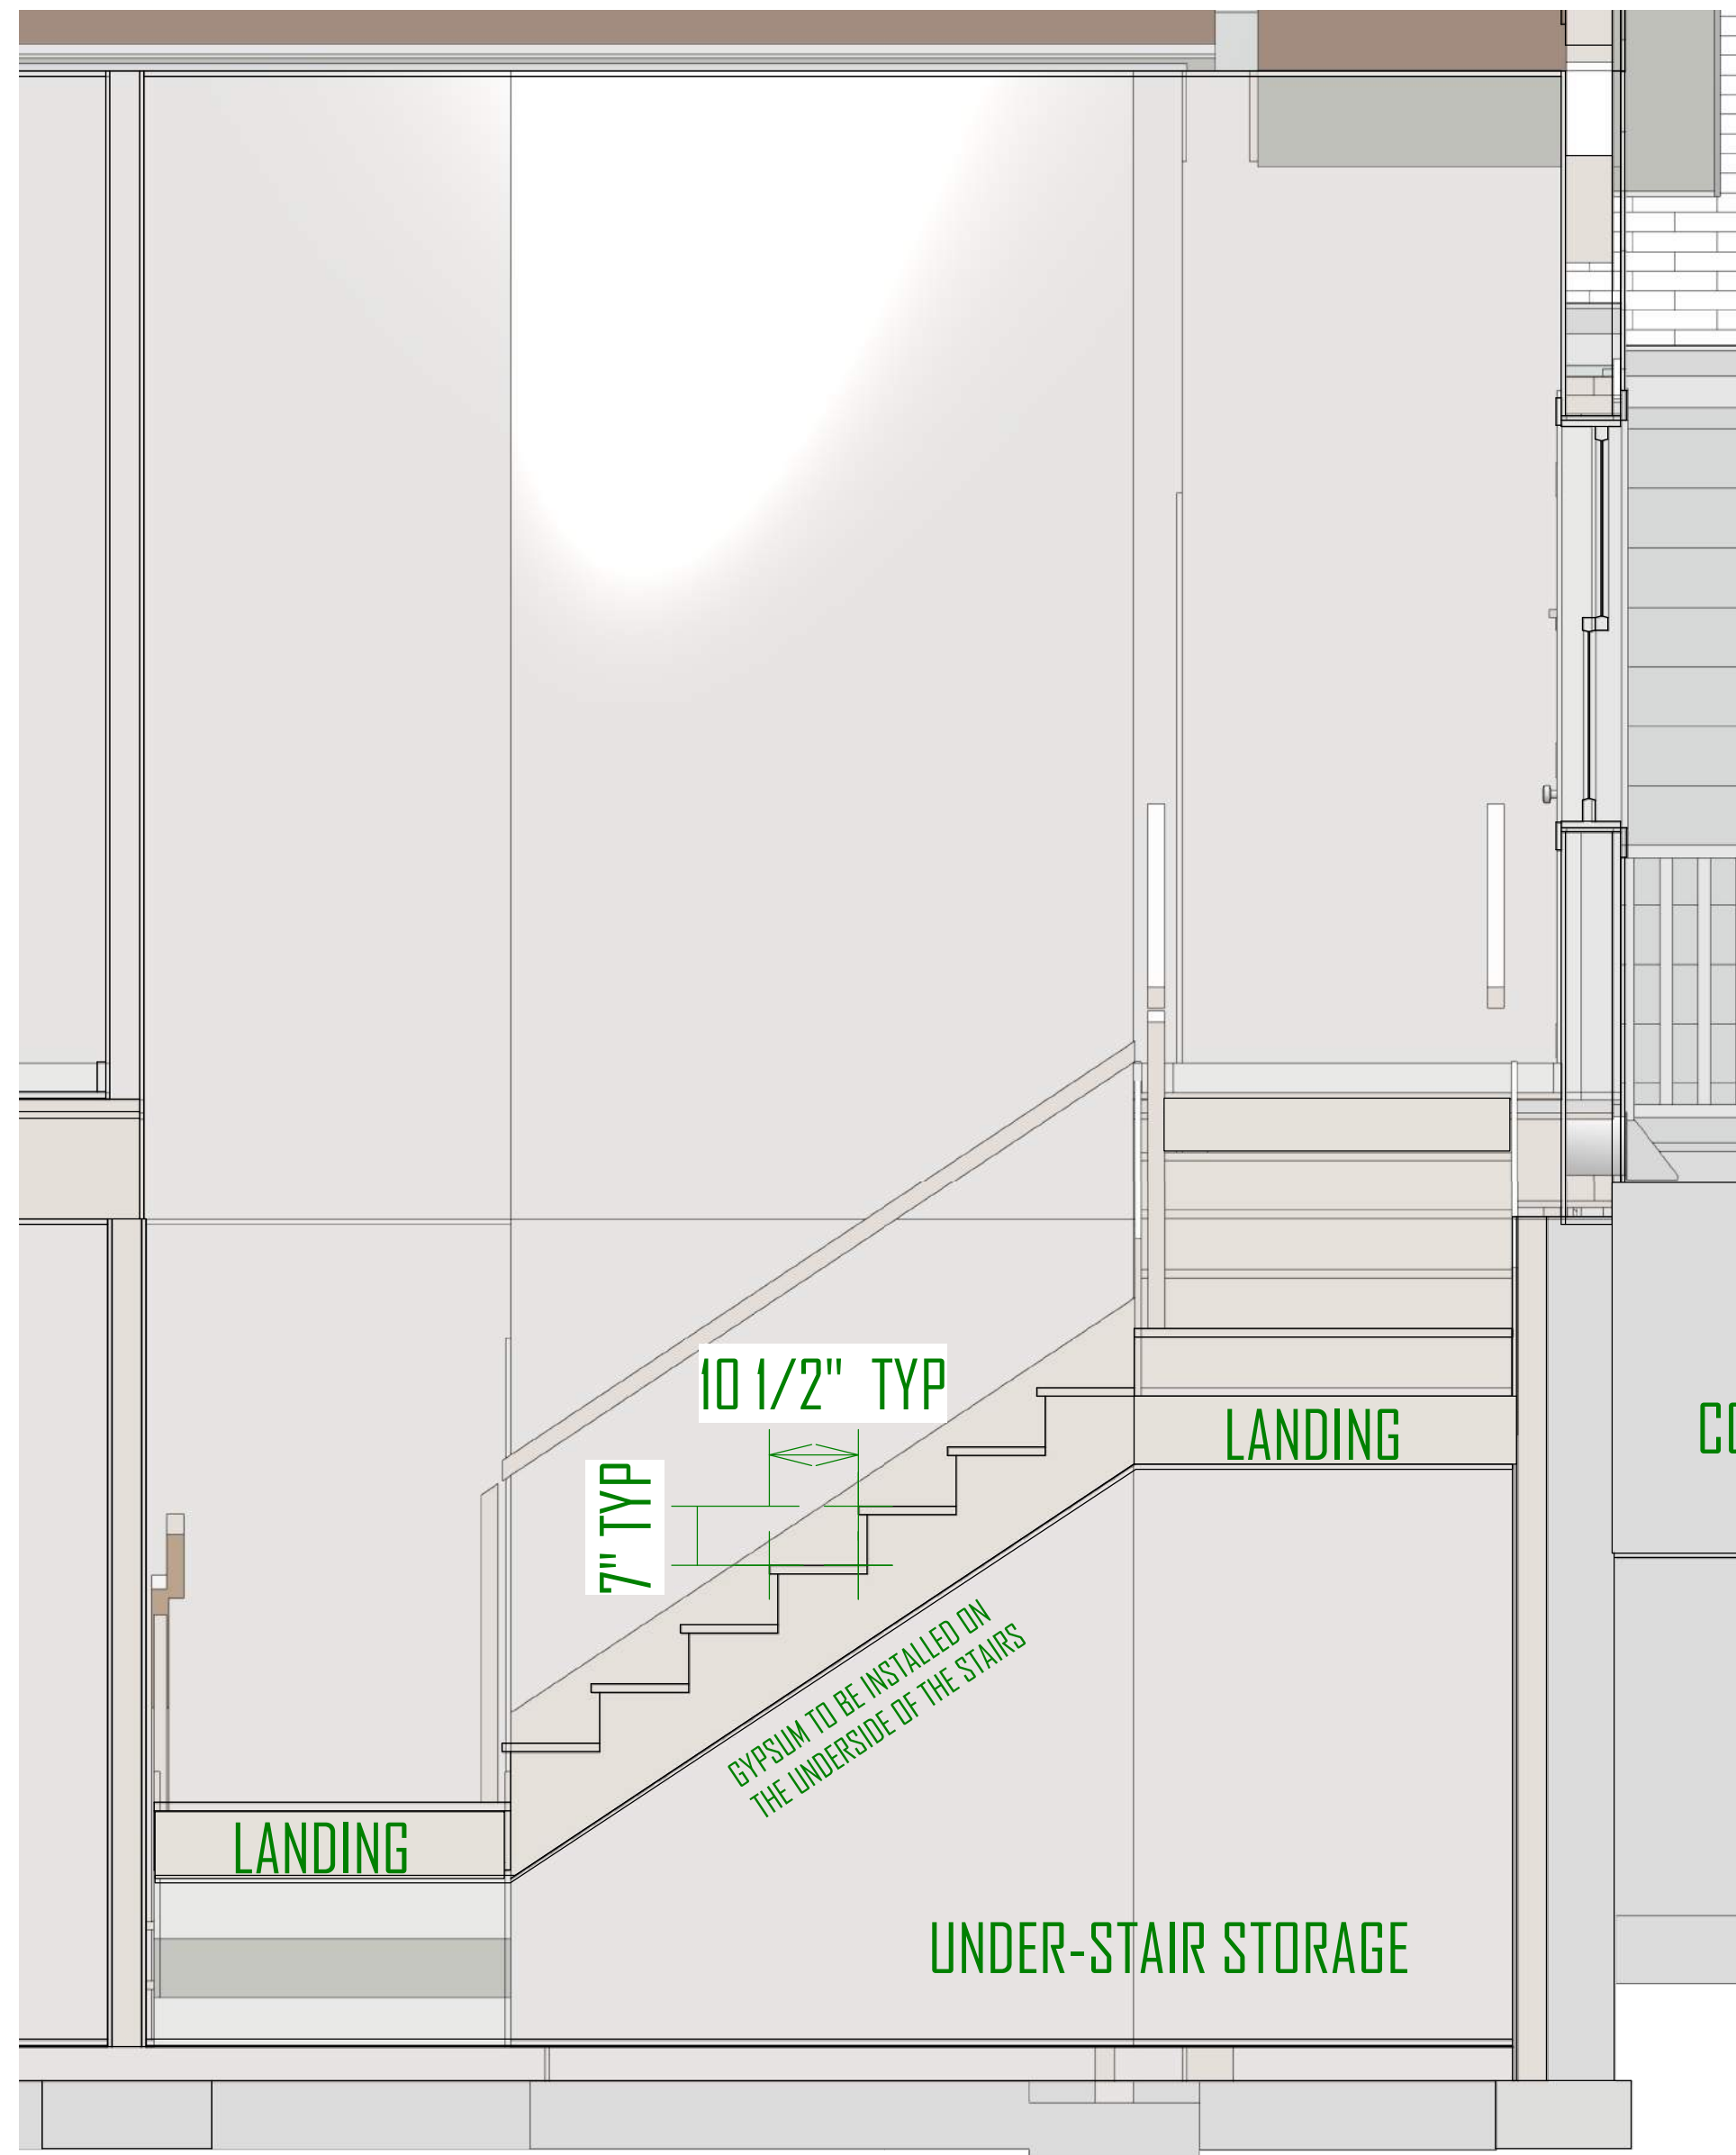 10 1/2" TYP
7" TYP
LANDING
GYPSUM TO BE INSTALLED ON
THE UNDERSIDE OF THE STAIRS
LANDING
UNDER-STAIR STORAGE